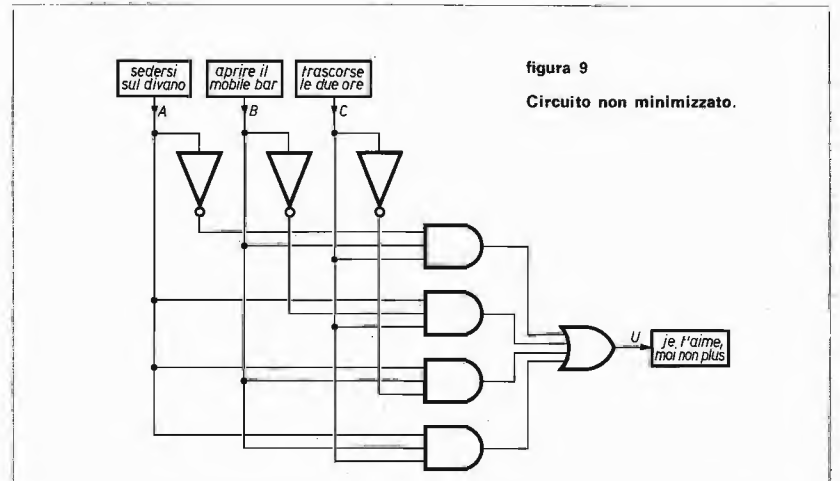 sedersi
sul divano
aprire il
mobile bar
trascorse
le due ore
figura 9
Circuito non minimizzato.
A
B
C
U
je, t'aime,
moi non plus